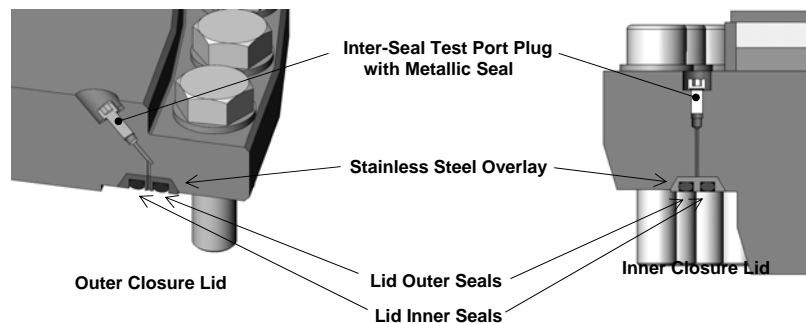 Inter-Seal Test Port Plug
with Metallic Seal
Stainless Steel Overlay
Outer Closure Lid
Lid Outer Seals
Inner Closure Lid
Lid Inner Seals